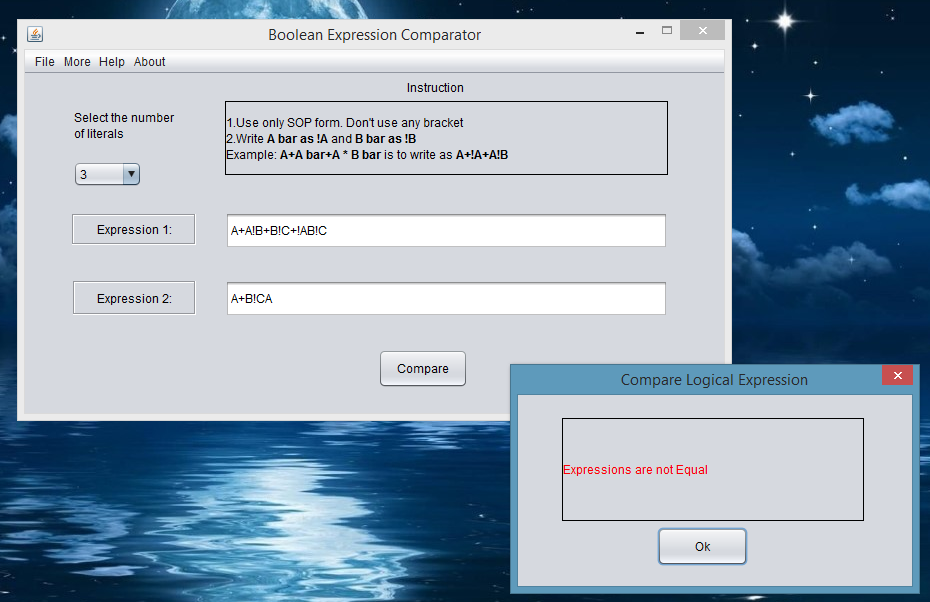 Boolean Expression Comparator
File More Help About
Instruction
Select the number
of literals
1.Use only SOP form. Don't use any bracket
2.Write A bar as !A and B bar as !B
Example: A+A bar+A * B bar is to write as A+!A+A!B
3
Expression 1:
A+A!B+B!C+!AB!C
Expression 2:
A+B!CA
Compare
Compare Logical Expression
Expressions are not Equal
Ok